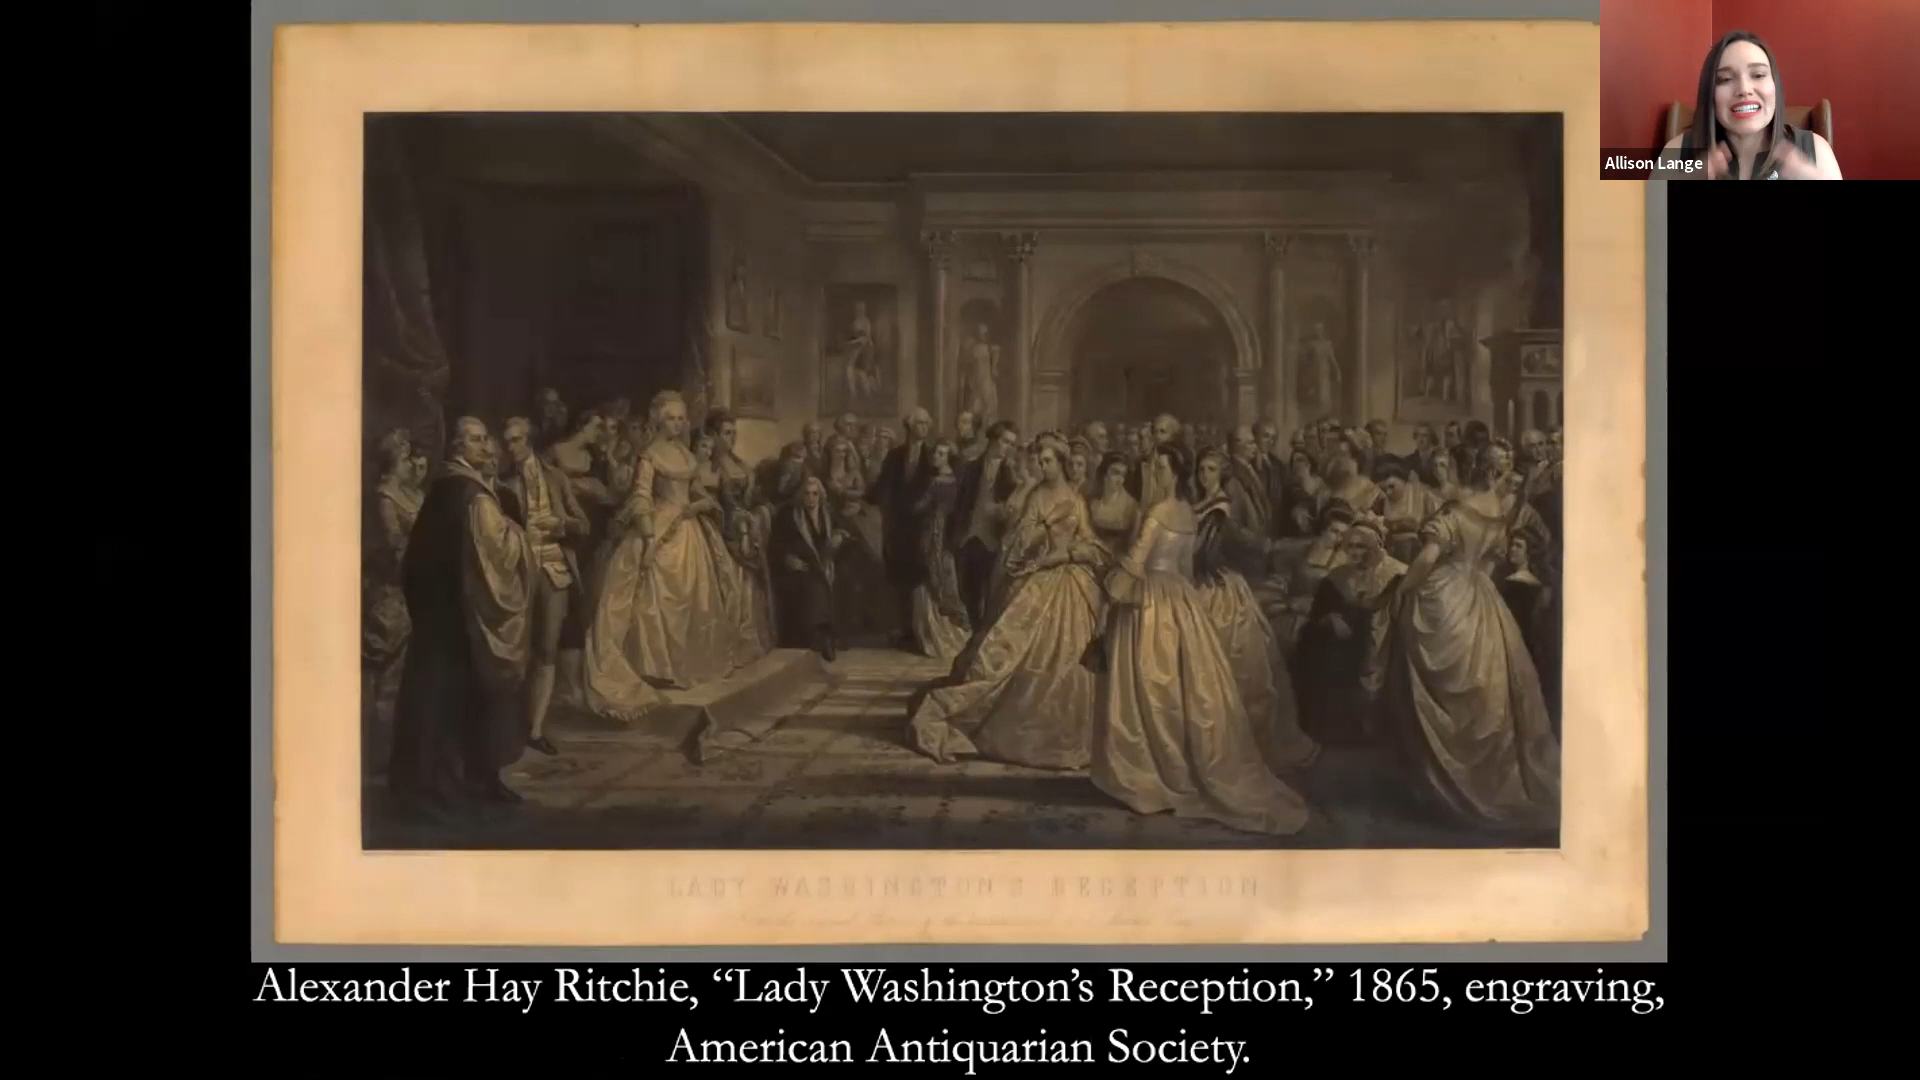 Allison Lange
LADY WASHINGTON'S RECEPTION
Alexander Hay Ritchie, “Lady Washington’s Reception,” 1865, engraving,
American Antiquarian Society.